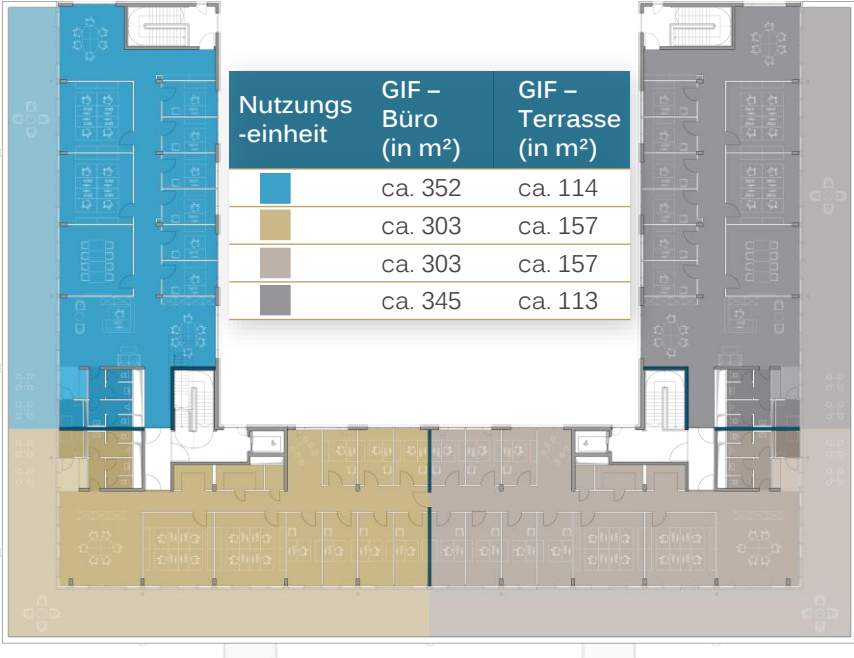 Nutzungs
-einheit
GIF –
Büro
(in m²)
GIF –
Terrasse
(in m²)
ca. 352 ca. 114
ca. 303 ca. 157
ca. 303 ca. 157
ca. 345 ca. 113